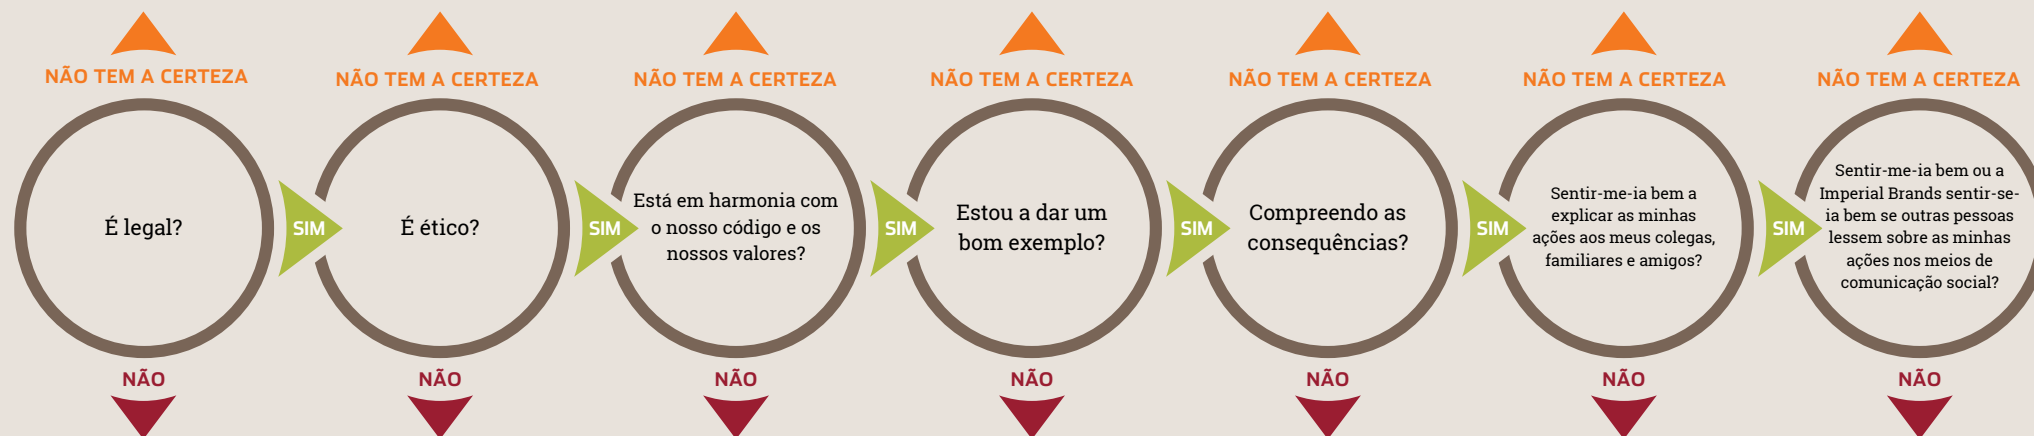 NÃO TEM A CERTEZA
NÃO TEM A CERTEZA
NÃO TEM A CERTEZA
NÃO TEM A CERTEZA
NÃO TEM A CERTEZA
NÃO TEM A CERTEZA
NÃO TEM A CERTEZA
É legal?
SIM
É ético?
SIM
Está em harmonia com
o nosso código e os
nossos valores?
SIM
Estou a dar um
bom exemplo?
SIM
Compreendo as
consequências?
SIM
Sentir-me-ia bem a
explicar as minhas
ações aos meus colegas,
familiares e amigos?
SIM
Sentir-me-ia bem ou a
Imperial Brands sentir-se-
ia bem se outras pessoas
lessem sobre as minhas
ações nos meios de
comunicação social?
NÃO
NÃO
NÃO
NÃO
NÃO
NÃO
NÃO